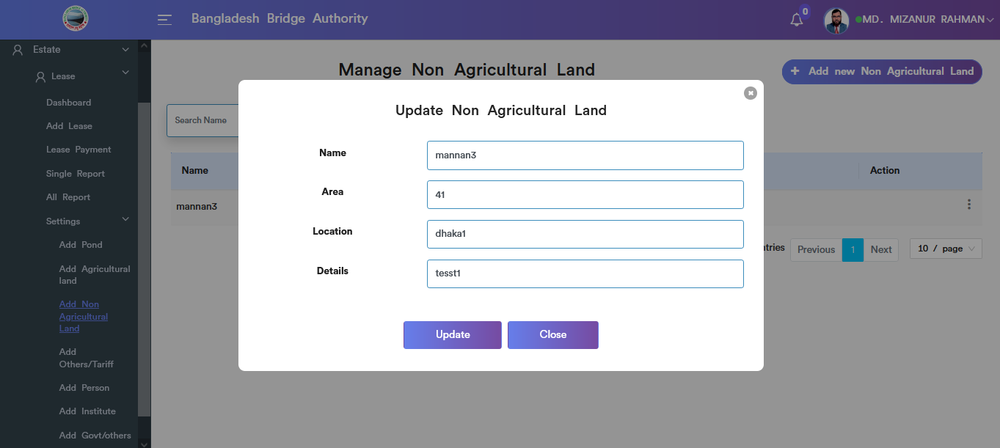 Bangladesh Bridge Authority
0
MD. MIZANUR RAHMAN
Estate
Lease
Dashboard
Add Lease
Lease Payment
Single Report
All Report
Settings
Add Pond
Add Agricultural
land
Add Non
Agricultural
Land
Add
Others/Tariff
Add Person
Add Institute
Add Govt/others
Manage Non Agricultural Land
+ Add new Non Agricultural Land
Search Name
Name
Action
mannan3
ntries
Previous
1
Next
10 / page
Update Non Agricultural Land
Name
mannan3
Area
41
Location
dhaka1
Details
tesst1
Update
Close